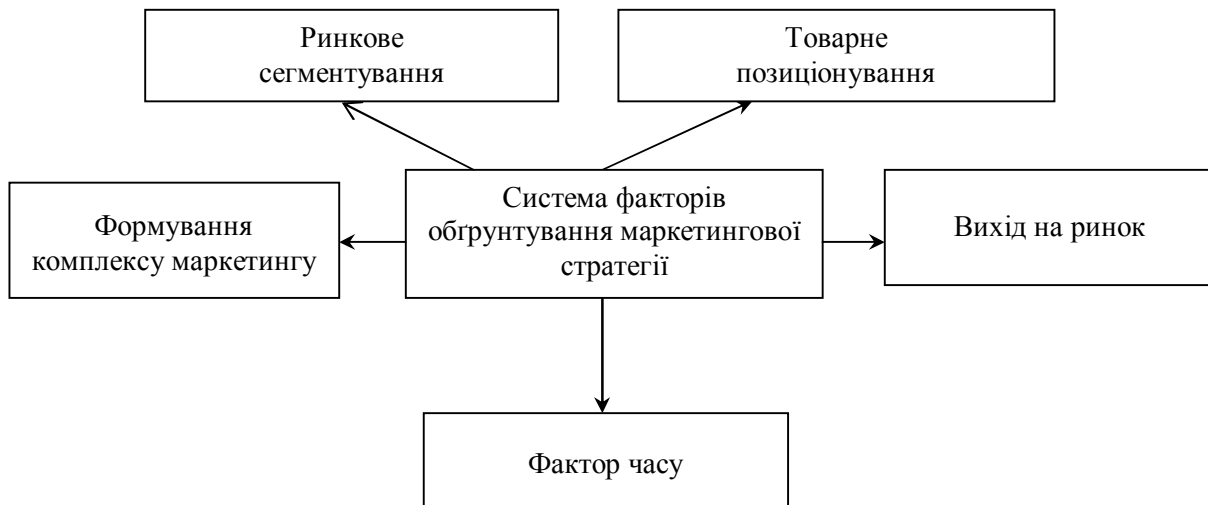 Ринкове
сегментування
Товарне
позиціонування
Формування
комплексу маркетингу
Система факторів
обґрунтування маркетингової
стратегії
Вихід на ринок
Фактор часу